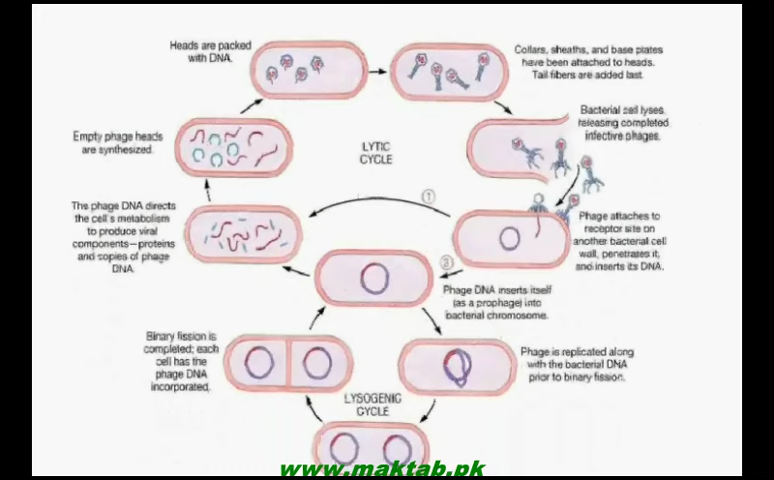 Heads are packed
with DNA.
Collars, sheaths, and base plates
have been attached to heads.
Tail fibers are added last.
Bacterial cell lyses,
releasing completed
infective phages.
Empty phage heads
are synthesized.
LYTIC
CYCLE
The phage DNA directs
the cell's metabolism
to produce viral
components—proteins
and copies of phage
DNA.
1
Phage attaches to
receptor site on
another bacterial cell
wall, penetrates it,
and inserts its DNA.
2
Phage DNA inserts itself
(as a prophage) into
bacterial chromosome.
Binary fission is
completed; each
cell has the
phage DNA
incorporated.
Phage is replicated along
with the bacterial DNA
prior to binary fission.
LYSOGENIC
CYCLE
www.maktab.pk